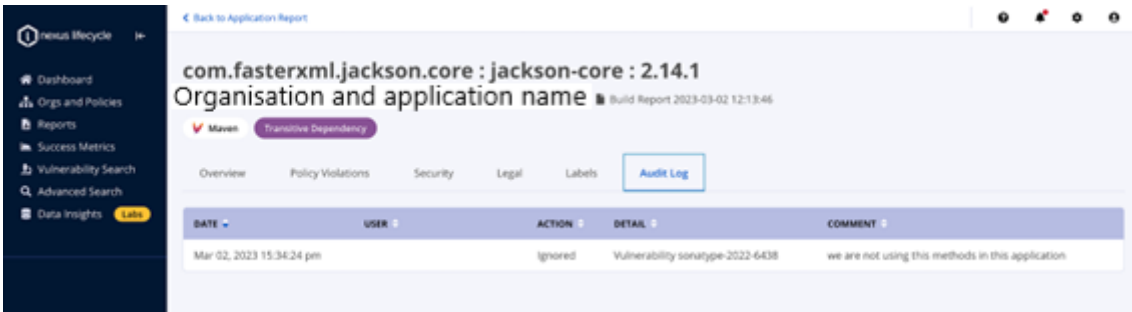 Back to Application Report
nexus lifecycle
Dashboard
Orgs and Policies
Reports
Success Metrics
Vulnerability Search
Advanced Search
Data Insights Labs
com.fasterxml.jackson.core : jackson-core : 2.14.1
Organisation and application name Build Report 2023-03-02 12:13:46
Maven Transitive Dependency
Overview Policy Violations Security Legal Labels Audit Log
DATE USER ACTION DETAIL COMMENT
Mar 02, 2023 15:34:24 pm Ignored Vulnerability sonatype-2022-6438 we are not using this methods in this application